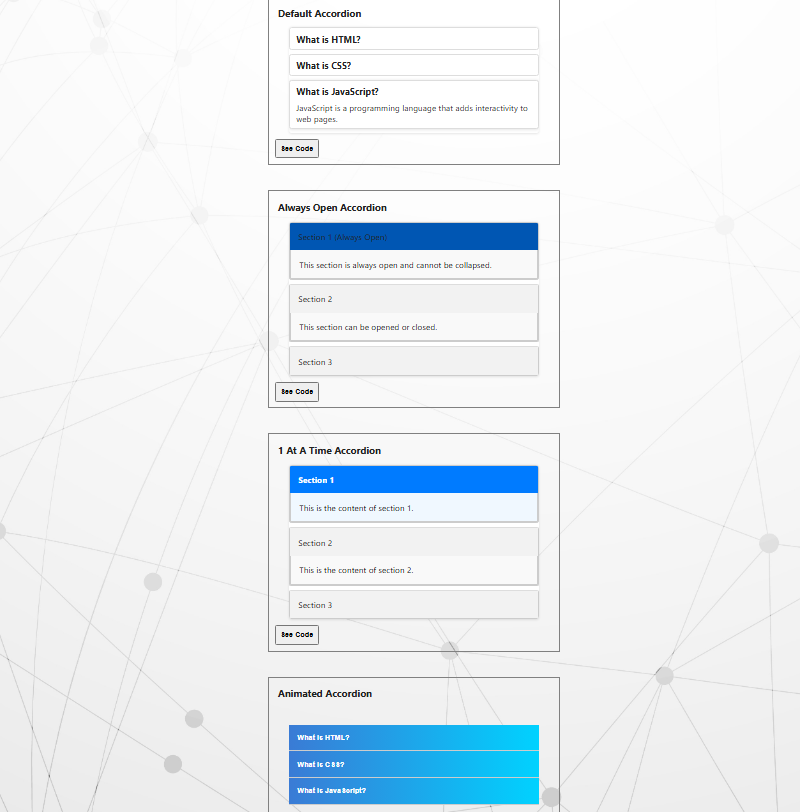 Default Accordion
What is HTML?
What is CSS?
What is JavaScript?
JavaScript is a programming language that adds interactivity to
web pages.
See Code
Always Open Accordion
Section 1 (Always Open)
This section is always open and cannot be collapsed.
Section 2
This section can be opened or closed.
Section 3
See Code
1 At A Time Accordion
Section 1
This is the content of section 1.
Section 2
This is the content of section 2.
Section 3
See Code
Animated Accordion
What is HTML?
What is CSS?
What is JavaScript?